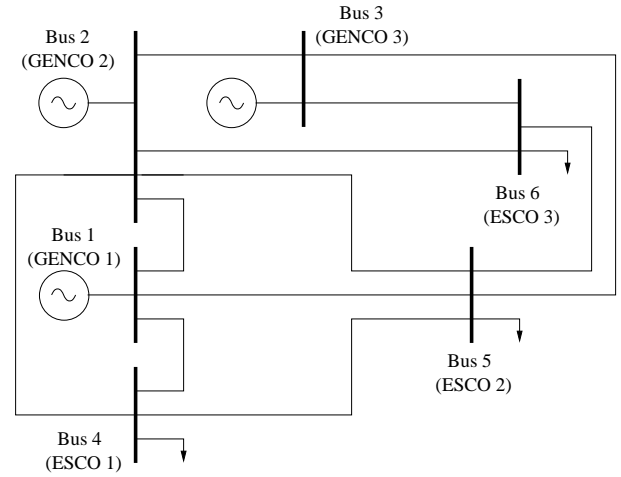 Bus 3
(GENCO 3)
Bus 2
(GENCO 2)
Bus 6
(ESCO 3)
Bus 1
(GENCO 1)
Bus 5
(ESCO 2)
Bus 4
(ESCO 1)